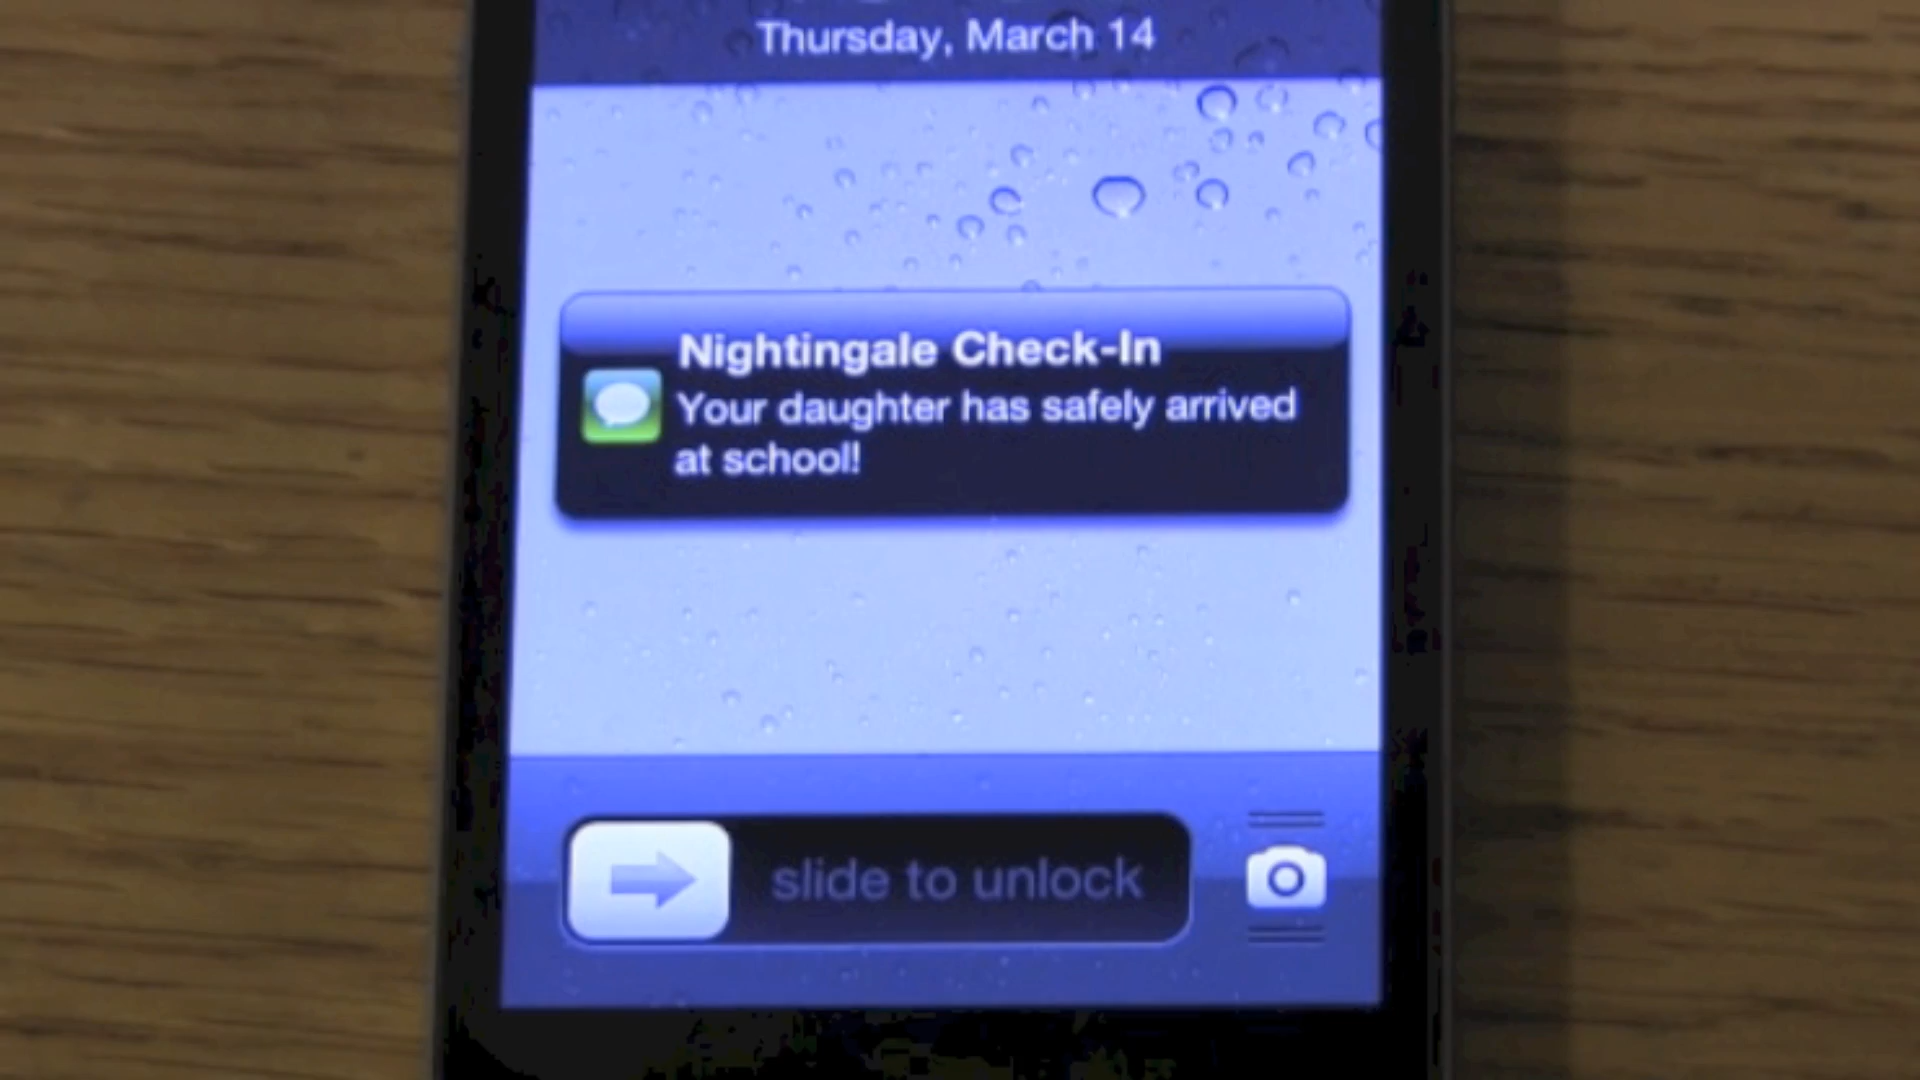 Thursday, March 14
Nightingale Check-In
Your daughter has safely arrived
at school!
slide to unlock